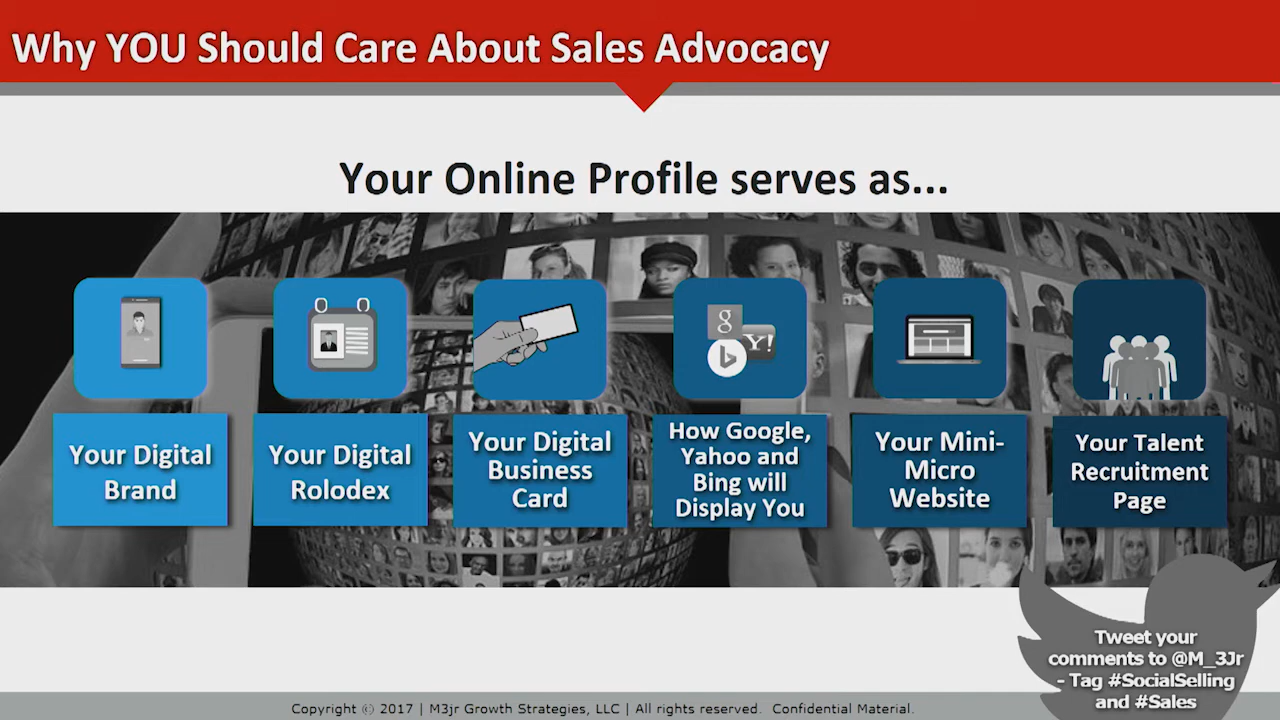 Why YOU Should Care About Sales Advocacy
Your Online Profile serves as...
g
Y!
b
Your Digital
Brand
Your Digital
Rolodex
Your Digital
Business
Card
How Google,
Yahoo and
Bing will
Display You
Your Mini-
Micro
Website
Your Talent
Recruitment
Page
Tweet your
comments to @M_3Jr
- Tag #SocialSelling
and #Sales
Copyright © 2017 | M3jr Growth Strategies, LLC | All rights reserved. Confidential Material.